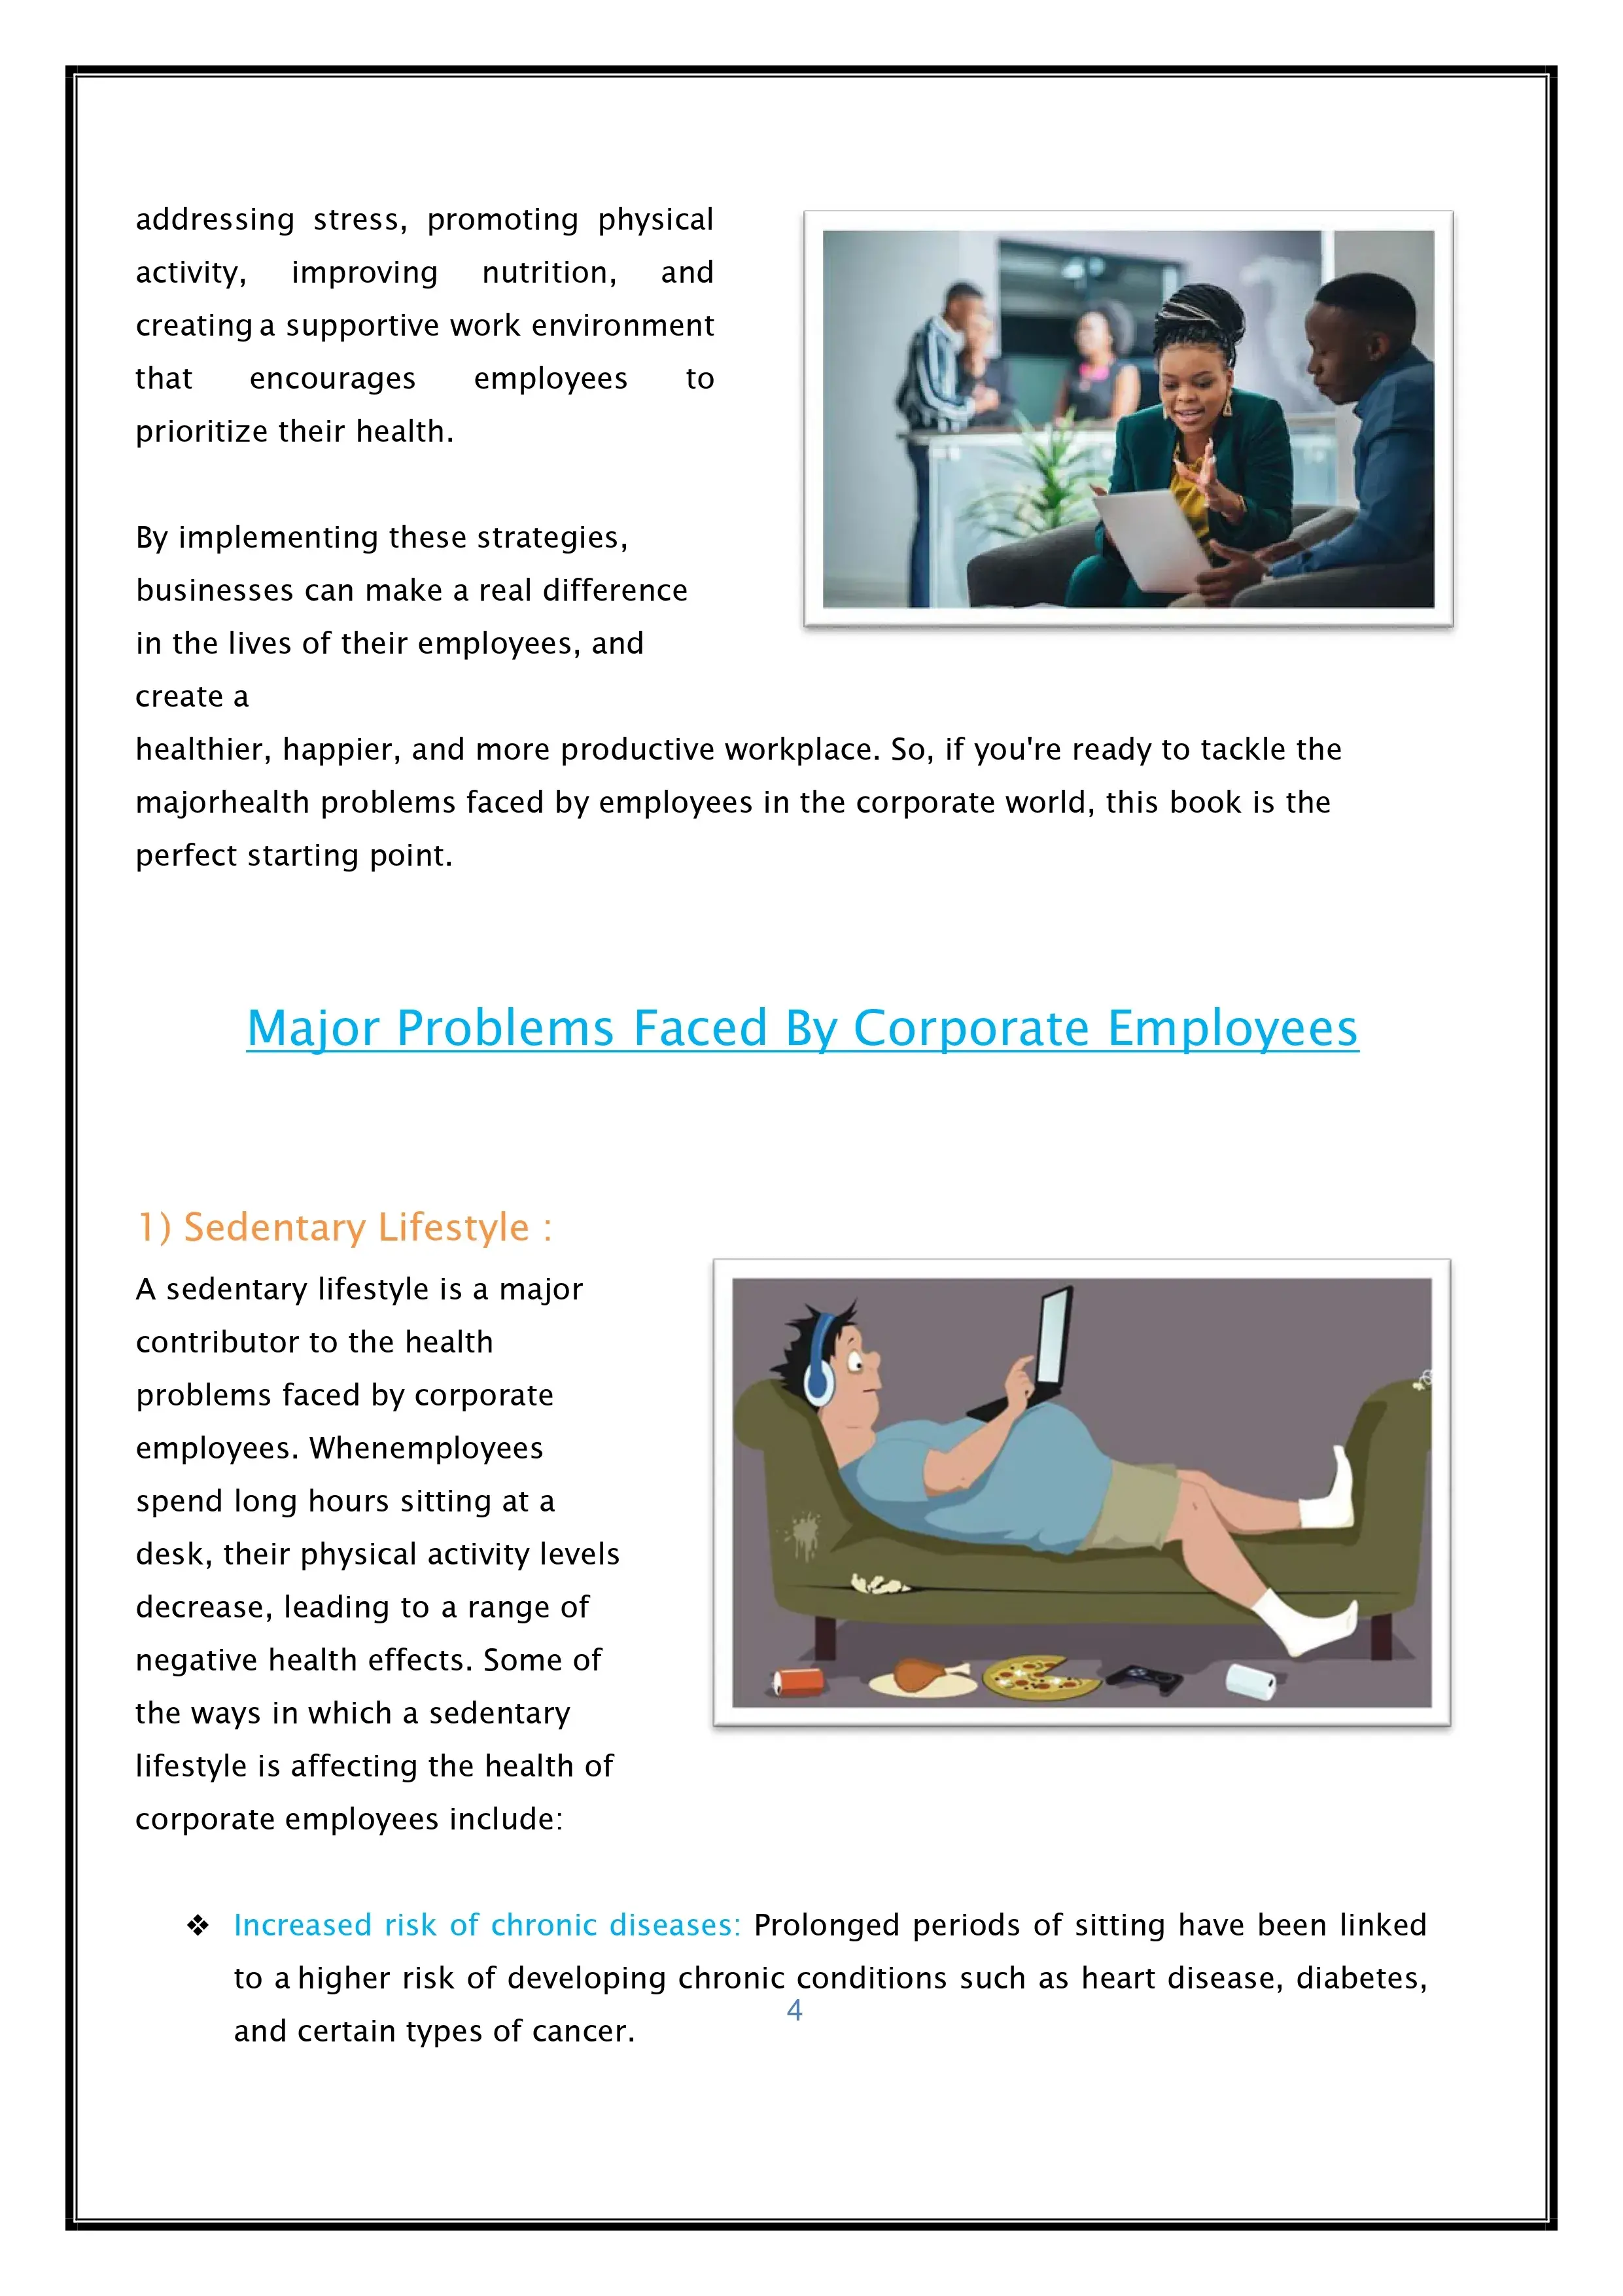 addressing stress, promoting physical
activity, improving nutrition, and
creating a supportive work environment
that encourages employees to
prioritize their health.
By implementing these strategies,
businesses can make a real difference
in the lives of their employees, and
create a
healthier, happier, and more productive workplace. So, if you're ready to tackle the
majorhealth problems faced by employees in the corporate world, this book is the
perfect starting point.
Major Problems Faced By Corporate Employees
1) Sedentary Lifestyle :
A sedentary lifestyle is a major
contributor to the health
problems faced by corporate
employees. Whenemployees
spend long hours sitting at a
desk, their physical activity levels
decrease, leading to a range of
negative health effects. Some of
the ways in which a sedentary
lifestyle is affecting the health of
corporate employees include:
❖ Increased risk of chronic diseases: Prolonged periods of sitting have been linked
to a higher risk of developing chronic conditions such as heart disease, diabetes,
and certain types of cancer.
4